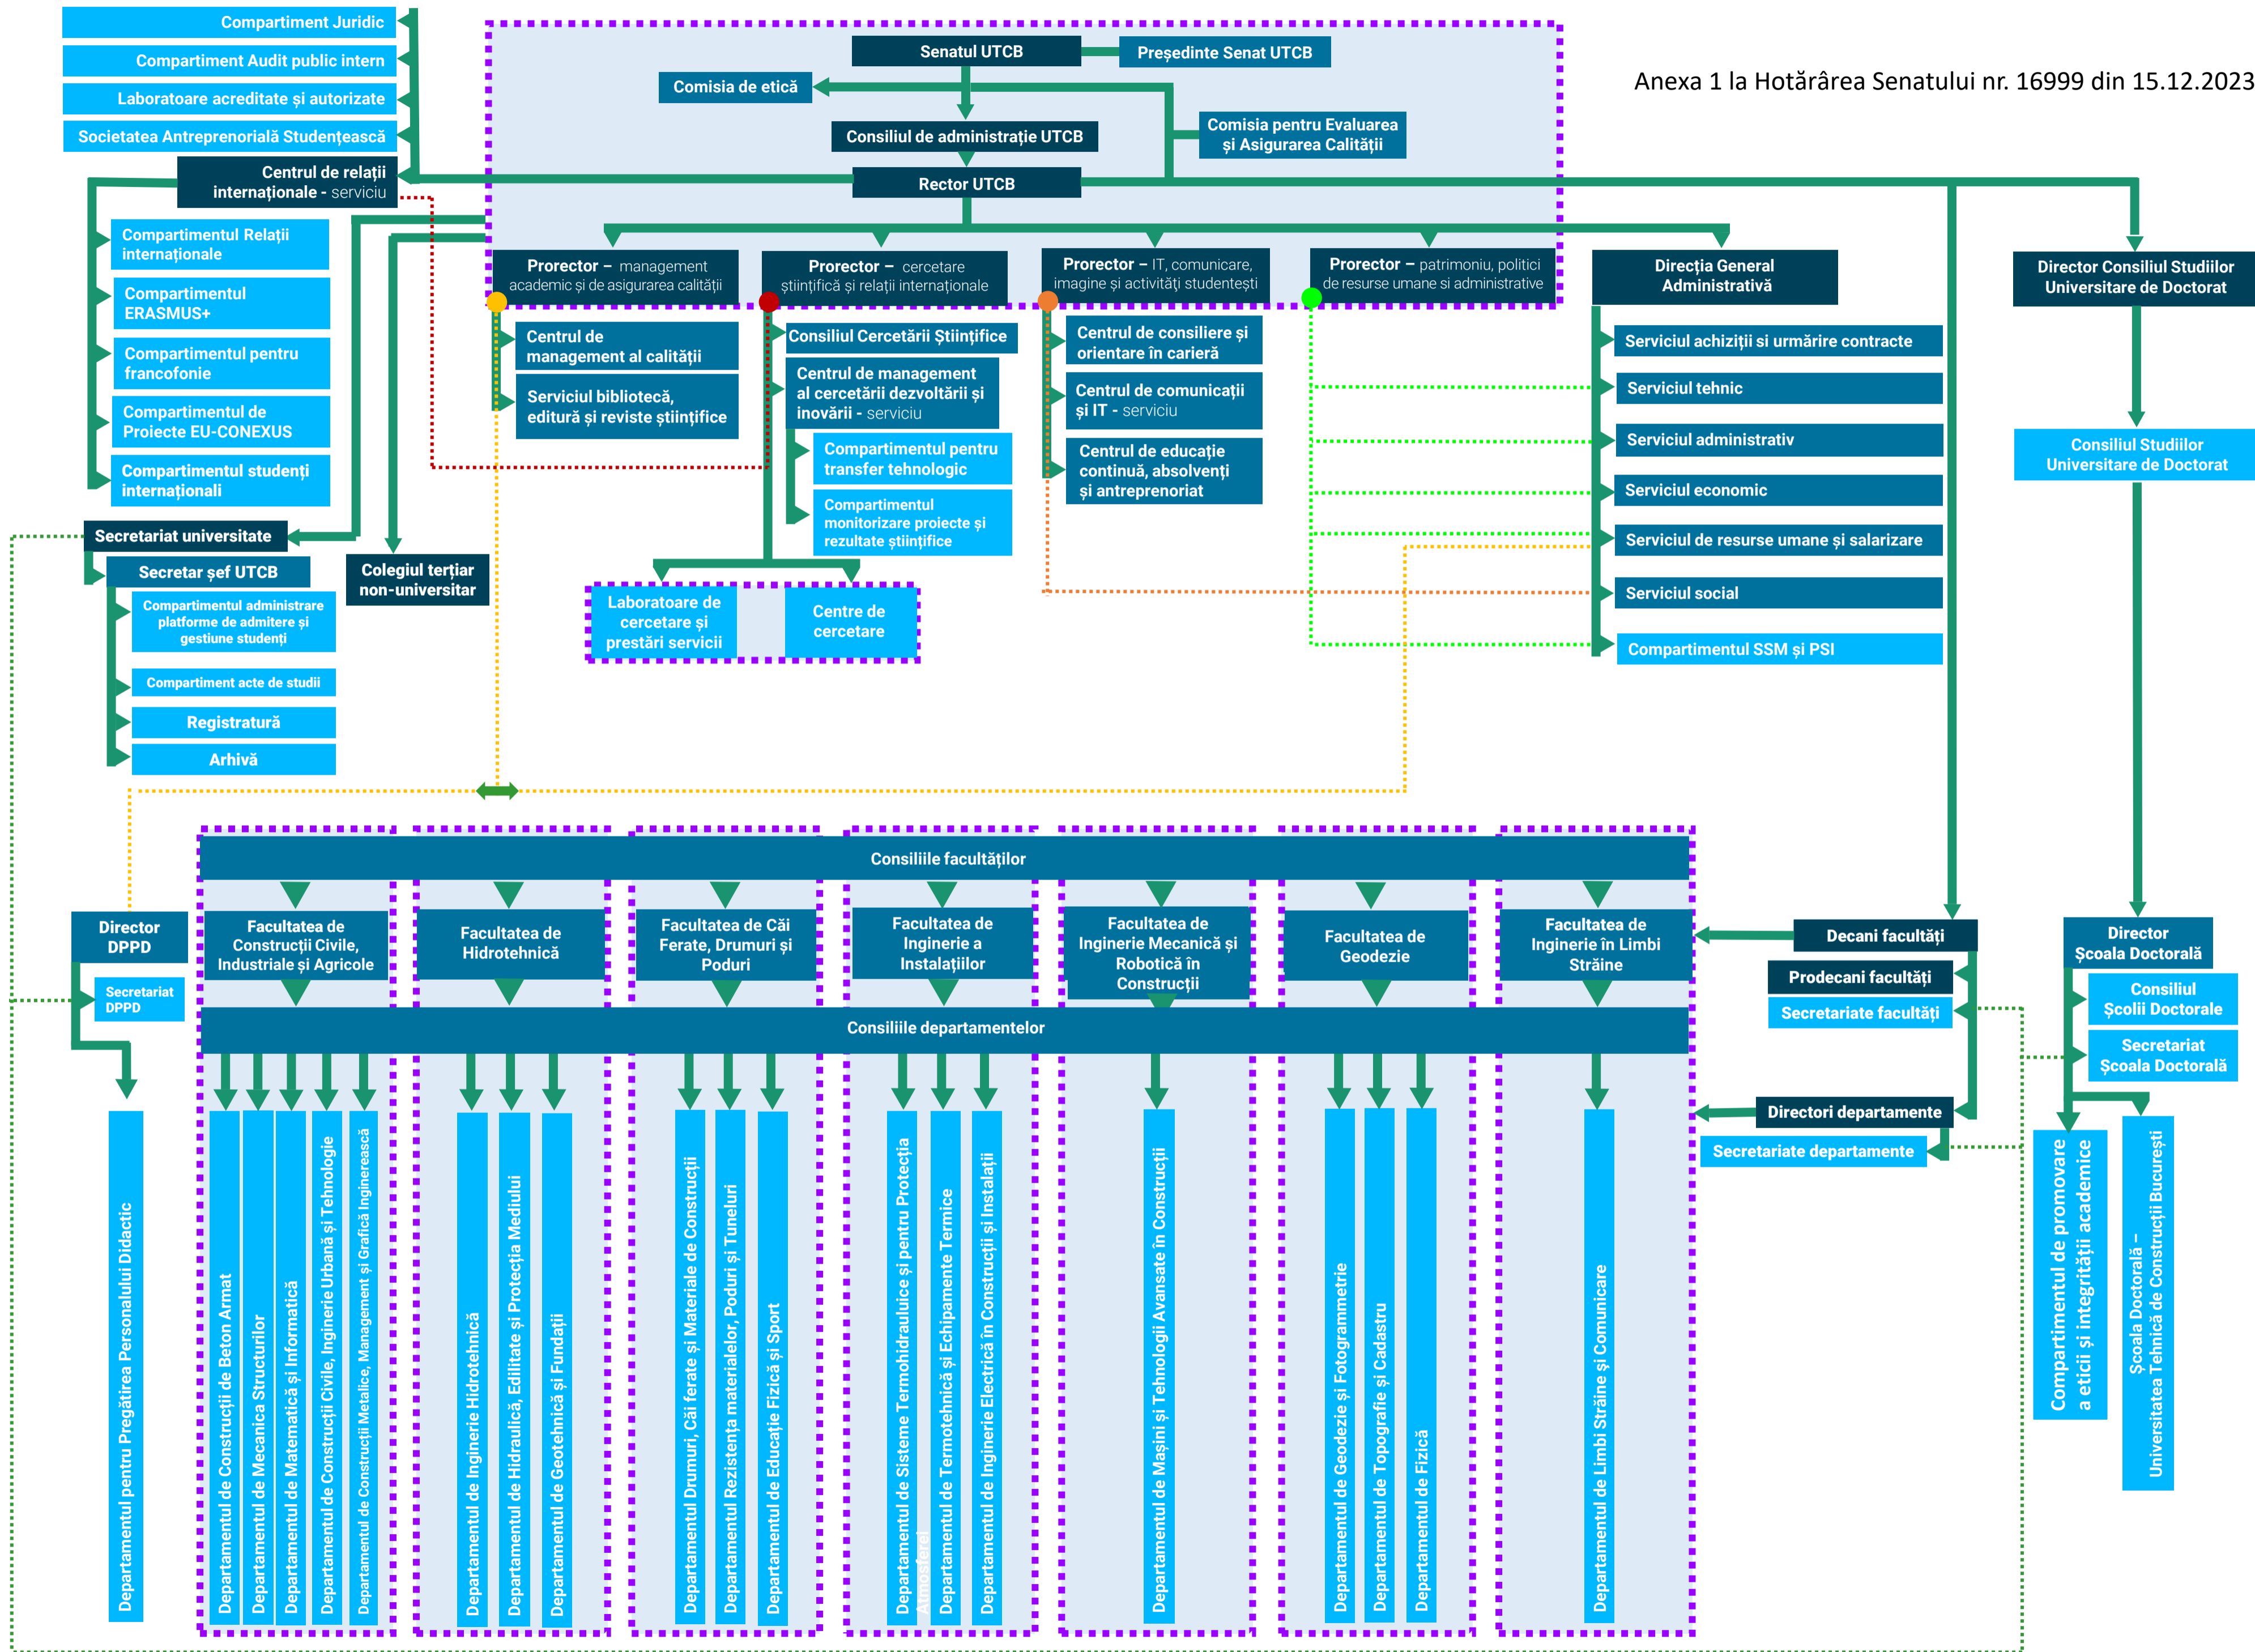 Anexa 1 la Hotărârea Senatului nr. 16999 din 15.12.2023
Compartiment Juridic
Compartiment Audit public intern
Laboratoare acreditate și autorizate
Societatea Antreprenorială Studențească
Centrul de relații
internaționale - serviciu
Compartimentul Relații
internaționale
Compartimentul
ERASMUS+
Compartimentul pentru
francofonie
Compartimentul de
Proiecte EU-CONEXUS
Compartimentul studenți
internaționali
Secretariat universitate
Secretar șef UTCB
Compartimentul administrare
platforme de admitere și
gestiune studenți
Compartiment acte de studii
Registratură
Arhivă
Colegiul terțiar
non-universitar
Senatul UTCB
Președinte Senat UTCB
Comisia de etică
Consiliul de administrație UTCB
Comisia pentru Evaluarea
și Asigurarea Calității
Rector UTCB
Prorector – management
academic și de asigurarea calității
Prorector – cercetare
științifică și relații internaționale
Prorector – IT, comunicare,
imagine și activități studentești
Prorector – patrimoniu, politici
de resurse umane si administrative
Direcția General
Administrativă
Director Consiliul Studiilor
Universitare de Doctorat
Centrul de
management al calității
Serviciul bibliotecă,
editură și reviste științifice
Consiliul Cercetării Științifice
Centrul de management
al cercetării dezvoltării și
inovării - serviciu
Compartimentul pentru
transfer tehnologic
Compartimentul
monitorizare proiecte și
rezultate științifice
Laboratoare de
cercetare și
prestări servicii
Centre de
cercetare
Centrul de consiliere și
orientare în carieră
Centrul de comunicații
și IT - serviciu
Centrul de educație
continuă, absolvenți
și antreprenoriat
Serviciul achiziții si urmărire contracte
Serviciul tehnic
Serviciul administrativ
Serviciul economic
Serviciul de resurse umane și salarizare
Serviciul social
Compartimentul SSM și PSI
Consiliul Studiilor
Universitare de Doctorat
Consiliile facultăților
Director
DPPD
Secretariat
DPPD
Facultatea de
Construcții Civile,
Industriale și Agricole
Facultatea de
Hidrotehnică
Facultatea de Căi
Ferate, Drumuri și
Poduri
Facultatea de
Inginerie a
Instalațiilor
Facultatea de
Inginerie Mecanică și
Robotică în
Construcții
Facultatea de
Geodezie
Facultatea de
Inginerie în Limbi
Străine
Decani facultăți
Prodecani facultăți
Secretariate facultăți
Directori departamente
Secretariate departamente
Director
Școala Doctorală
Consiliul
Școlii Doctorale
Secretariat
Școala Doctorală
Consiliile departamentelor
Departamentul pentru Pregătirea Personalului Didactic
Departamentul de Construcții de Beton Armat
Departamentul de Mecanica Structurilor
Departamentul de Matematică și Informatică
Departamentul de Construcții Civile, Inginerie Urbană și Tehnologie
Departamentul de Construcții Metalice, Management și Grafică Inginerească
Departamentul de Inginerie Hidrotehnică
Departamentul de Hidraulică, Edilitate și Protecția Mediului
Departamentul de Geotehnică și Fundații
Departamentul Drumuri, Căi ferate și Materiale de Construcții
Departamentul Rezistența materialelor, Poduri și Tuneluri
Departamentul de Educație Fizică și Sport
Departamentul de Sisteme Termohidrauluice și pentru Protecția
Atmosferei
Departamentul de Termotehnică și Echipamente Termice
Departamentul de Inginerie Electrică în Construcții și Instalații
Departamentul de Mașini și Tehnologii Avansate în Construcții
Departamentul de Geodezie și Fotogrammetrie
Departamentul de Topografie și Cadastru
Departamentul de Fizică
Departamentul de Limbi Străine și Comunicare
Compartimentul de promovare
a eticii și integrității academice
Școala Doctorală –
Universitatea Tehnică de Construcții București